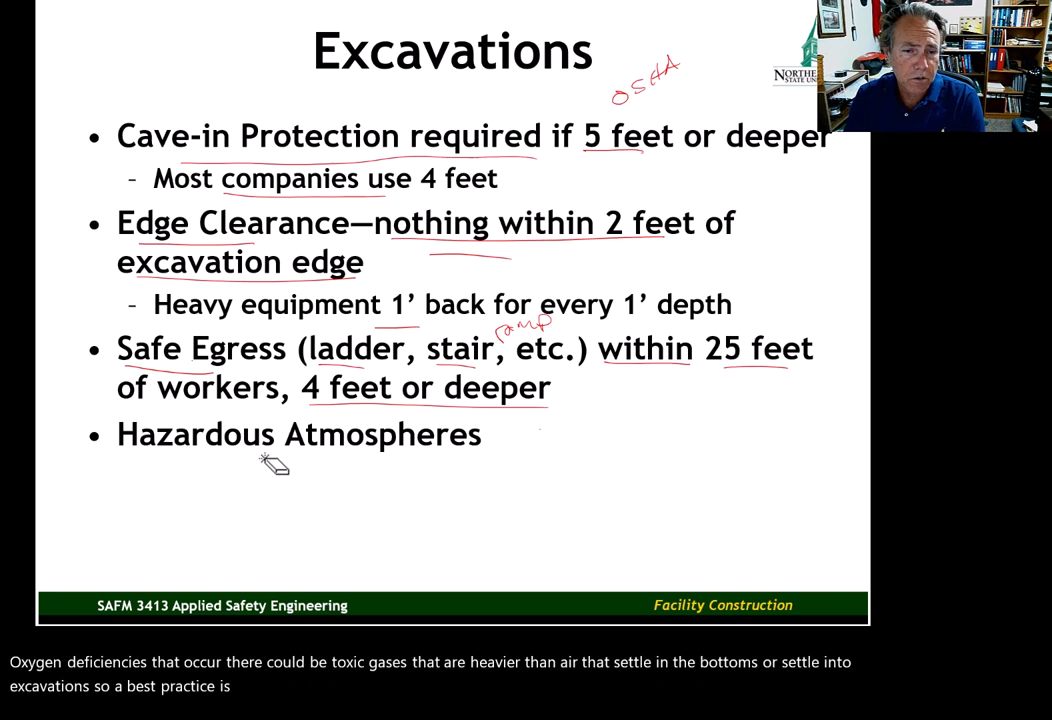 Excavations
OSHA
NORTHE
STATE UN
• Cave-in Protection required if 5 feet or deeper
– Most companies use 4 feet
• Edge Clearance—nothing within 2 feet of
excavation edge
– Heavy equipment 1’ back for every 1’ depth
ramp
• Safe Egress (ladder, stair, etc.) within 25 feet
of workers, 4 feet or deeper
• Hazardous Atmospheres
SAFM 3413 Applied Safety Engineering
Facility Construction
Oxygen deficiencies that occur there could be toxic gases that are heavier than air that settle in the bottoms or settle into
excavations so a best practice is